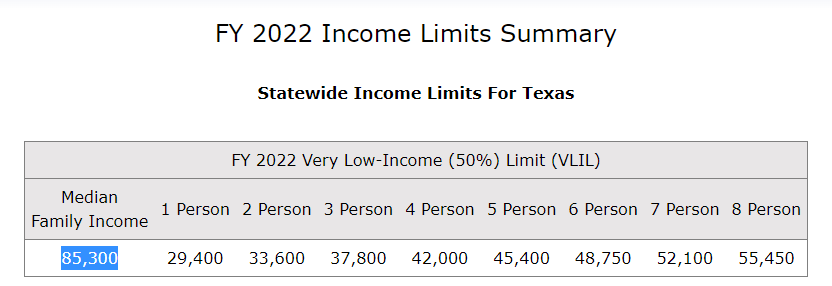 FY 2022 Income Limits Summary
Statewide Income Limits For Texas
FY 2022 Very Low-Income (50%) Limit (VLIL)
Median
Family Income 1 Person 2 Person 3 Person 4 Person 5 Person 6 Person 7 Person 8 Person
85,300 29,400 33,600 37,800 42,000 45,400 48,750 52,100 55,450